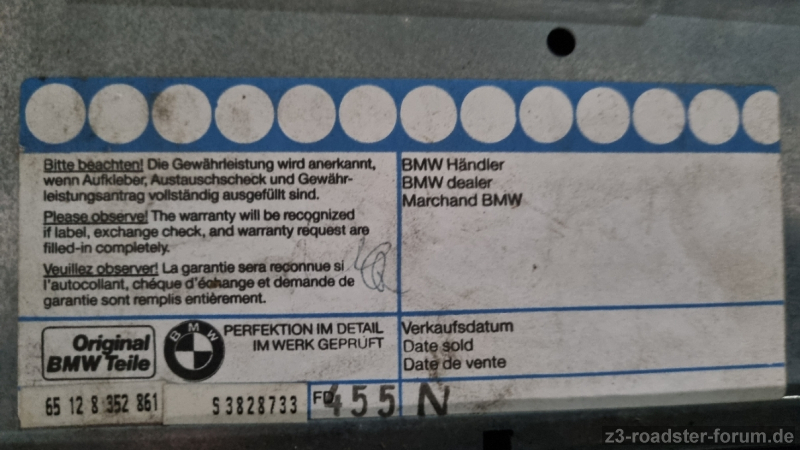 Bitte beachten! Die Gewährleistung wird anerkannt,
wenn Aufkleber, Austauschscheck und Gewähr-
leistungsantrag vollständig ausgefüllt sind.
Please observe! The warranty will be recognized
if label, exchange check, and warranty request are
filled-in completely.
Veuillez observer! La garantie sera reconnue si
l'autocollant, chéque d'échange et demande de
garantie sont remplis entièrement.
BMW Händler
BMW dealer
Marchand BMW
Original
BMW Teile
BMW
PERFEKTION IM DETAIL
IM WERK GEPRÜFT
Verkaufsdatum
Date sold
Date de vente
65 12 8 352 861
S3828733
FD
455 N
z3-roadster-forum.de